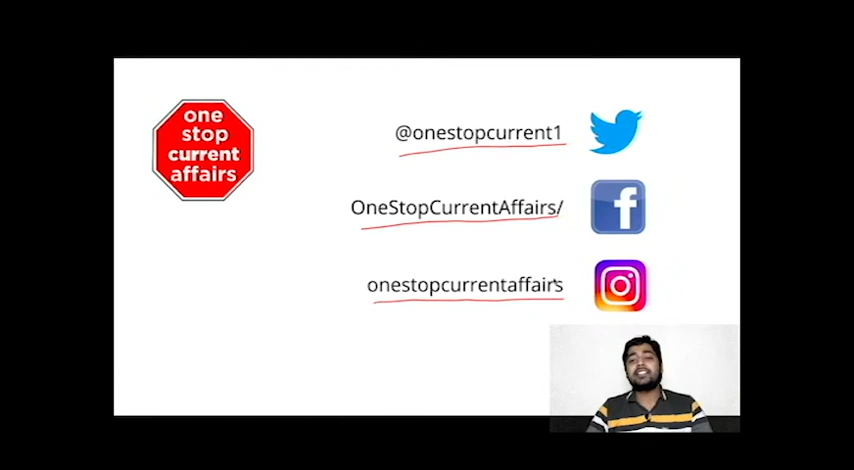 one
stop
current
affairs
@onestopcurrent1
OneStopCurrentAffairs/
onestopcurrentaffairs